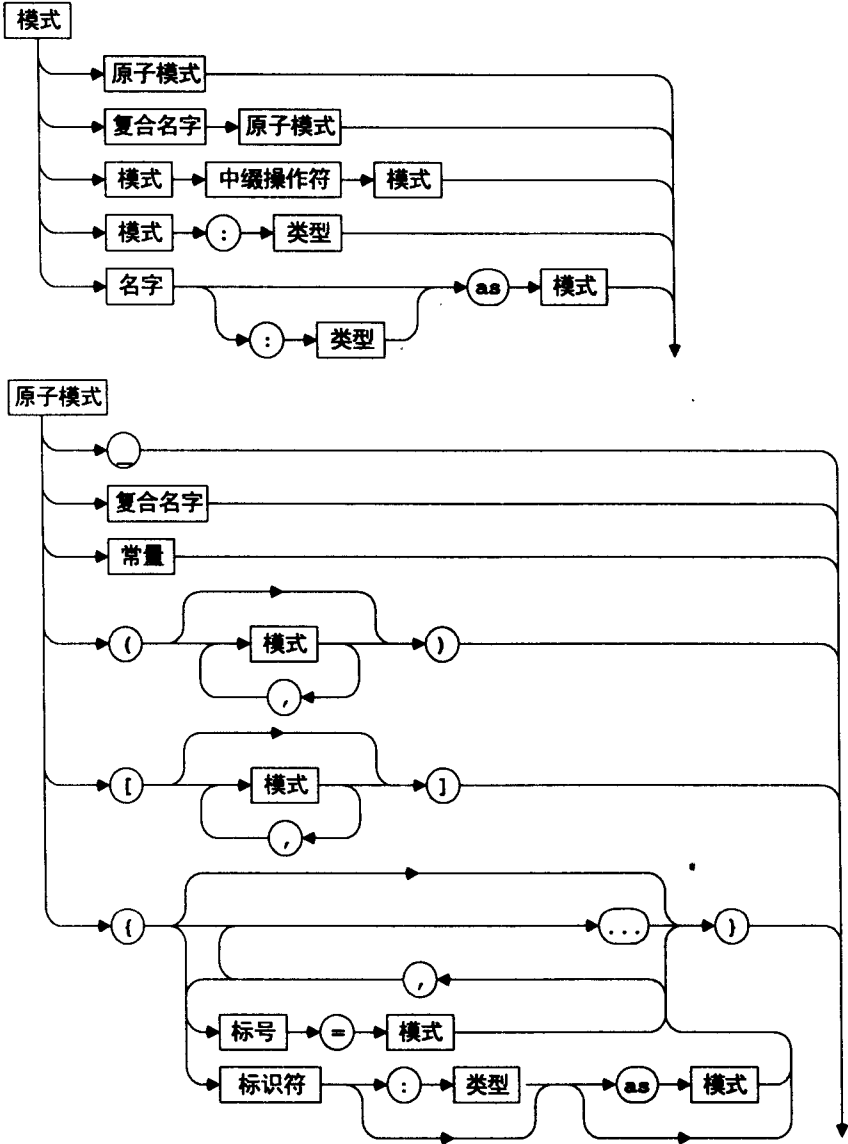 模式
原子模式
复合名字 原子模式
模式 中缀操作符 模式
模式 : 类型
名字 as 模式
: 类型
原子模式
_
复合名字
常量
模式
( )
,
模式
[ ]
,
{ ... }
,
标号 = 模式
标识符 : 类型 as 模式